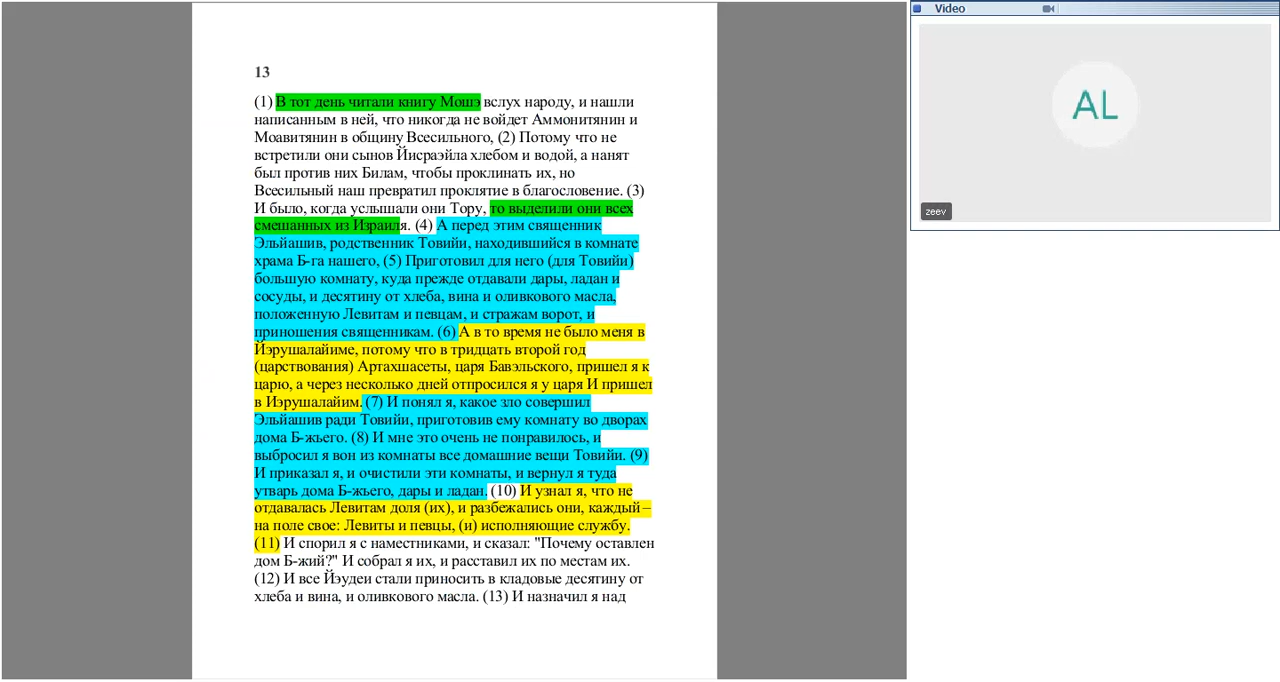 13
(1) В тот день читали книгу Мошэ вслух народу, и нашли
написанным в ней, что никогда не войдет Аммонитянин и
Моавитянин в общину Всесильного, (2) Потому что не
встретили они сынов Йисраэйла хлебом и водой, а нанят
был против них Билам, чтобы проклинать их, но
Всесильный наш превратил проклятие в благословение. (3)
И было, когда услышали они Тору, то выделили они всех
смешанных из Израиля. (4) А перед этим священник
Эльйашив, родственник Товийи, находившийся в комнате
храма Б-га нашего, (5) Приготовил для него (для Товийи)
большую комнату, куда прежде отдавали дары, ладан и
сосуды, и десятину от хлеба, вина и оливкового масла,
положенную Левитам и певцам, и стражам ворот, и
приношения священникам. (6) А в то время не было меня в
Йэрушалайиме, потому что в тридцать второй год
(царствования) Артахшасеты, царя Бавэльского, пришел я к
царю, а через несколько дней отпросился я у царя И пришел
в Иэрушалайим. (7) И понял я, какое зло совершил
Эльйашив ради Товийи, приготовив ему комнату во дворах
дома Б-жьего. (8) И мне это очень не понравилось, и
выбросил я вон из комнаты все домашние вещи Товийи. (9)
И приказал я, и очистили эти комнаты, и вернул я туда
утварь дома Б-жьего, дары и ладан. (10) И узнал я, что не
отдавалась Левитам доля (их), и разбежались они, каждый –
на поле свое: Левиты и певцы, (и) исполняющие службу.
(11) И спорил я с наместниками, и сказал: "Почему оставлен
дом Б-жий?" И собрал я их, и расставил их по местам их.
(12) И все Йэудеи стали приносить в кладовые десятину от
хлеба и вина, и оливкового масла. (13) И назначил я над
Video
AL
zeev